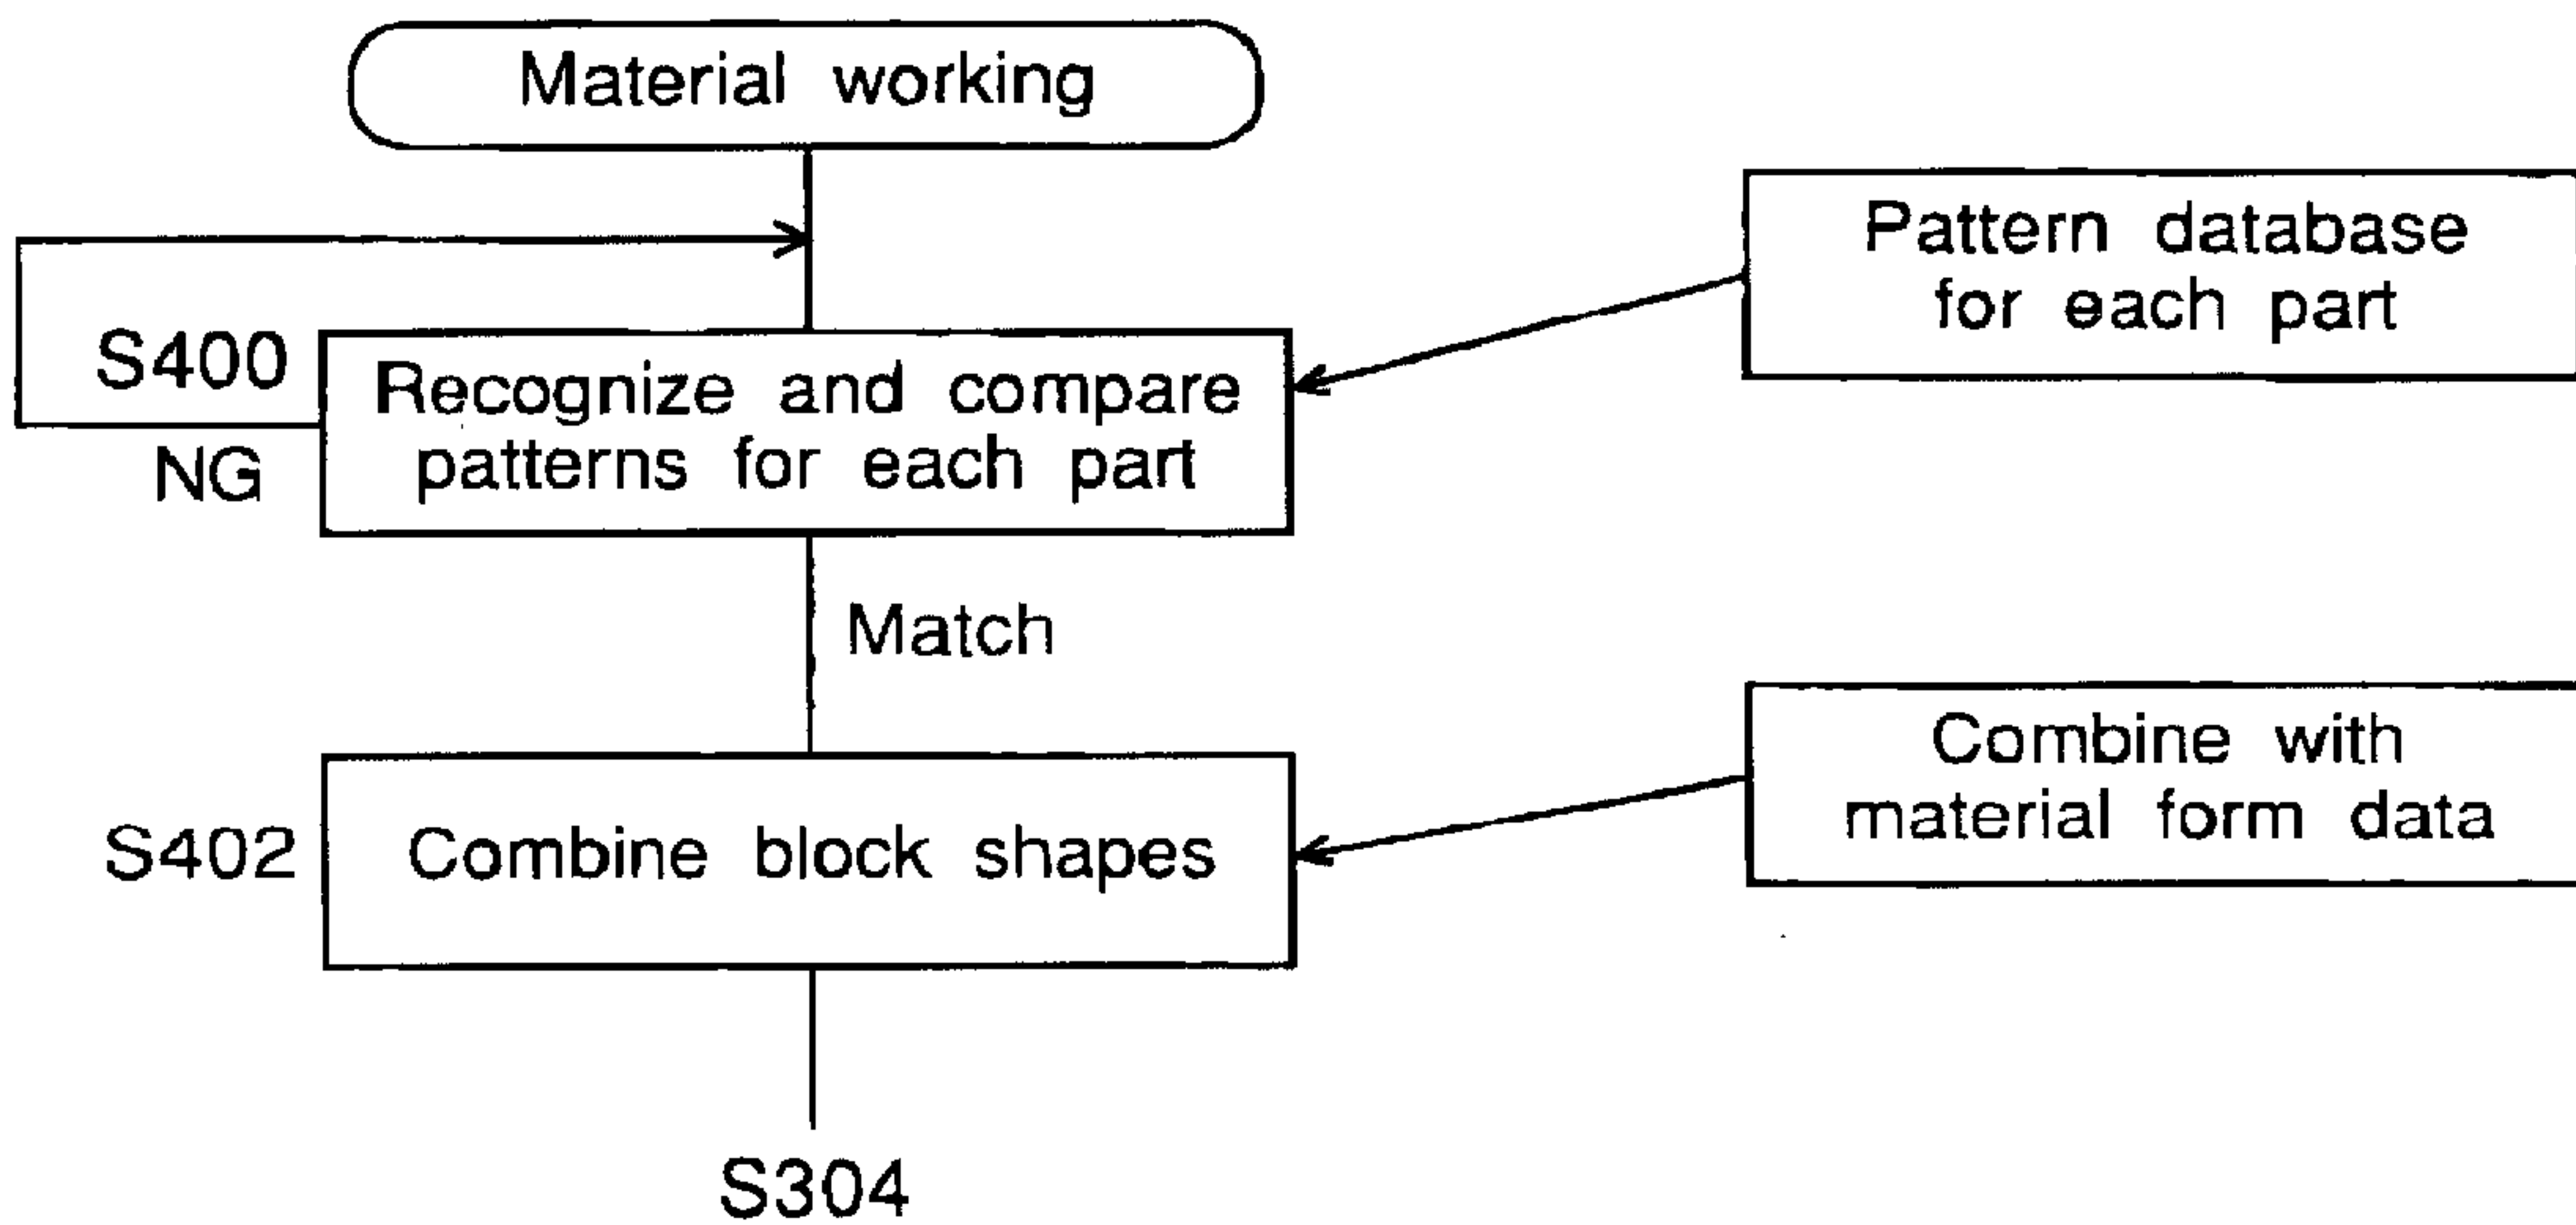 Material working
Pattern database
for each part
S400
Recognize and compare
patterns for each part
NG
Match
Combine with
material form data
S402
Combine block shapes
S304